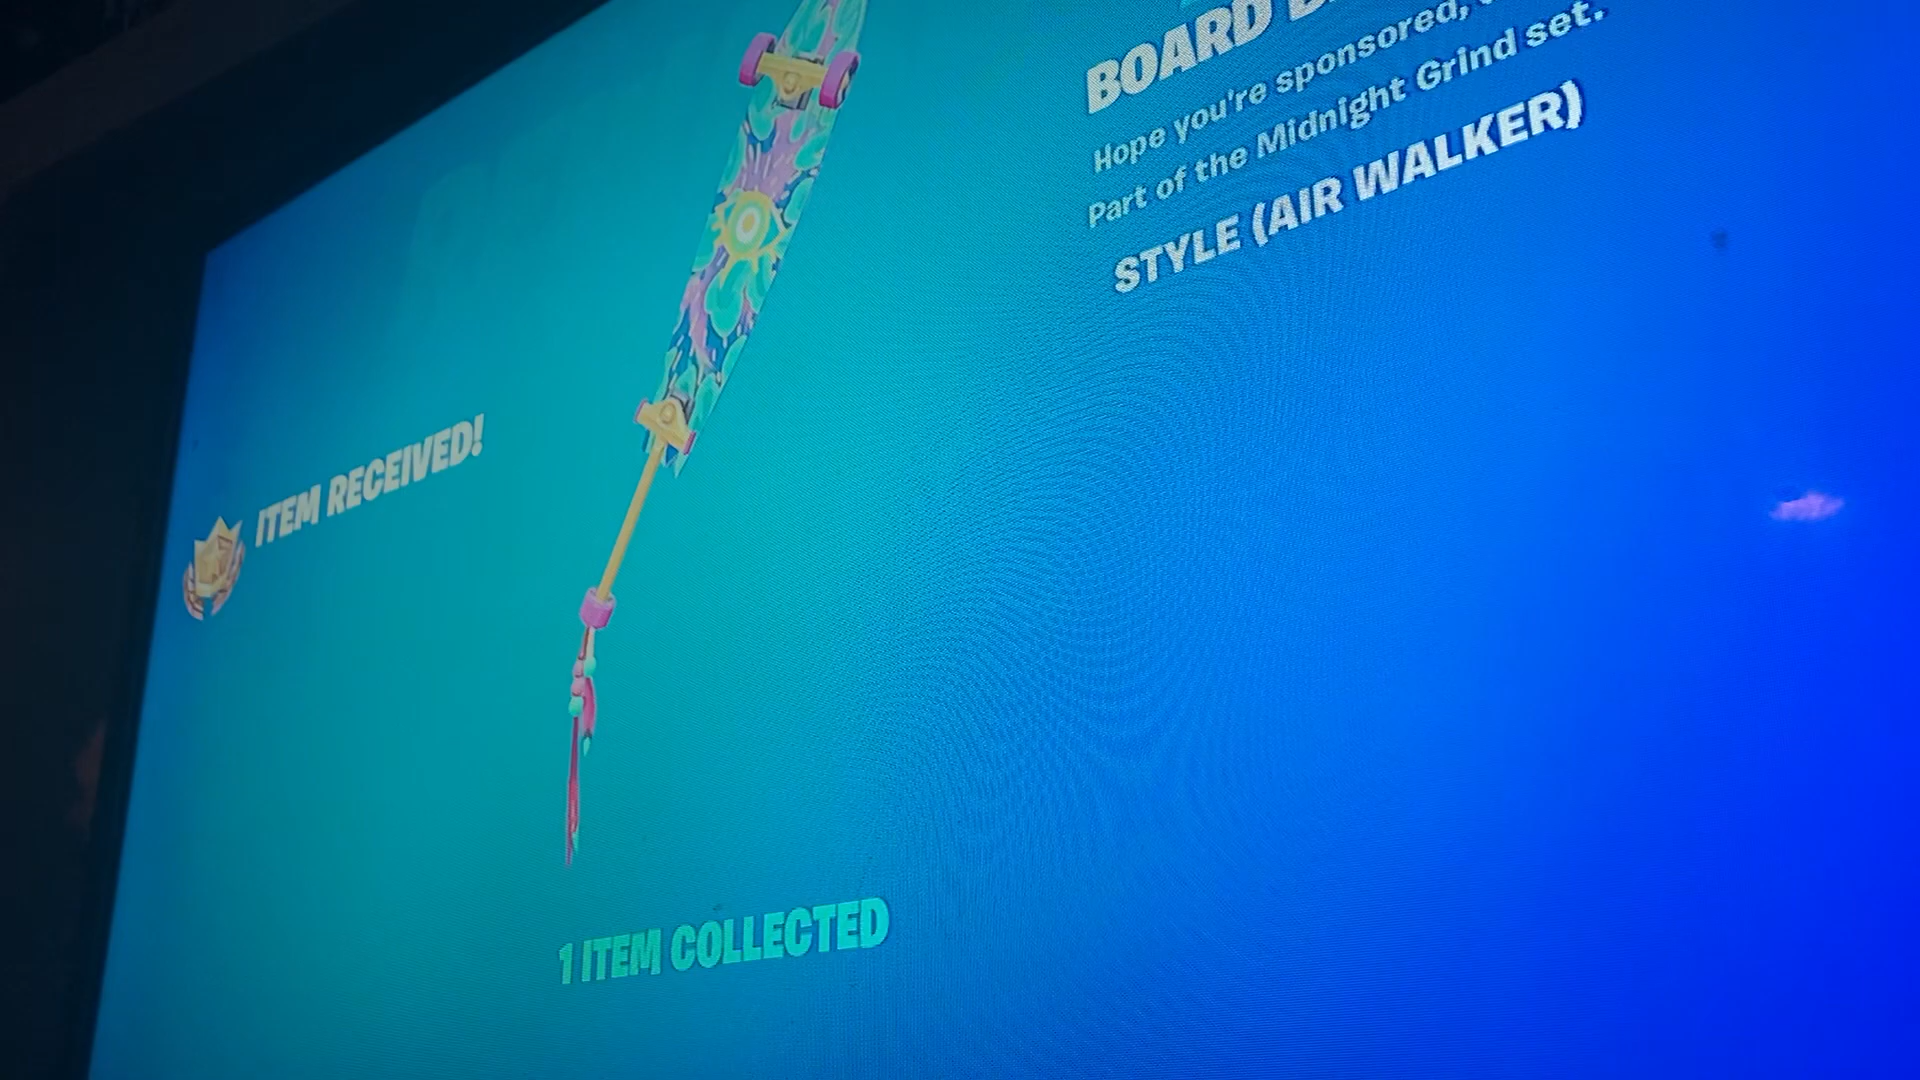 BOARD
Hope you're sponsored,
Part of the Midnight Grind set.
STYLE (AIR WALKER)
ITEM RECEIVED!
1 ITEM COLLECTED